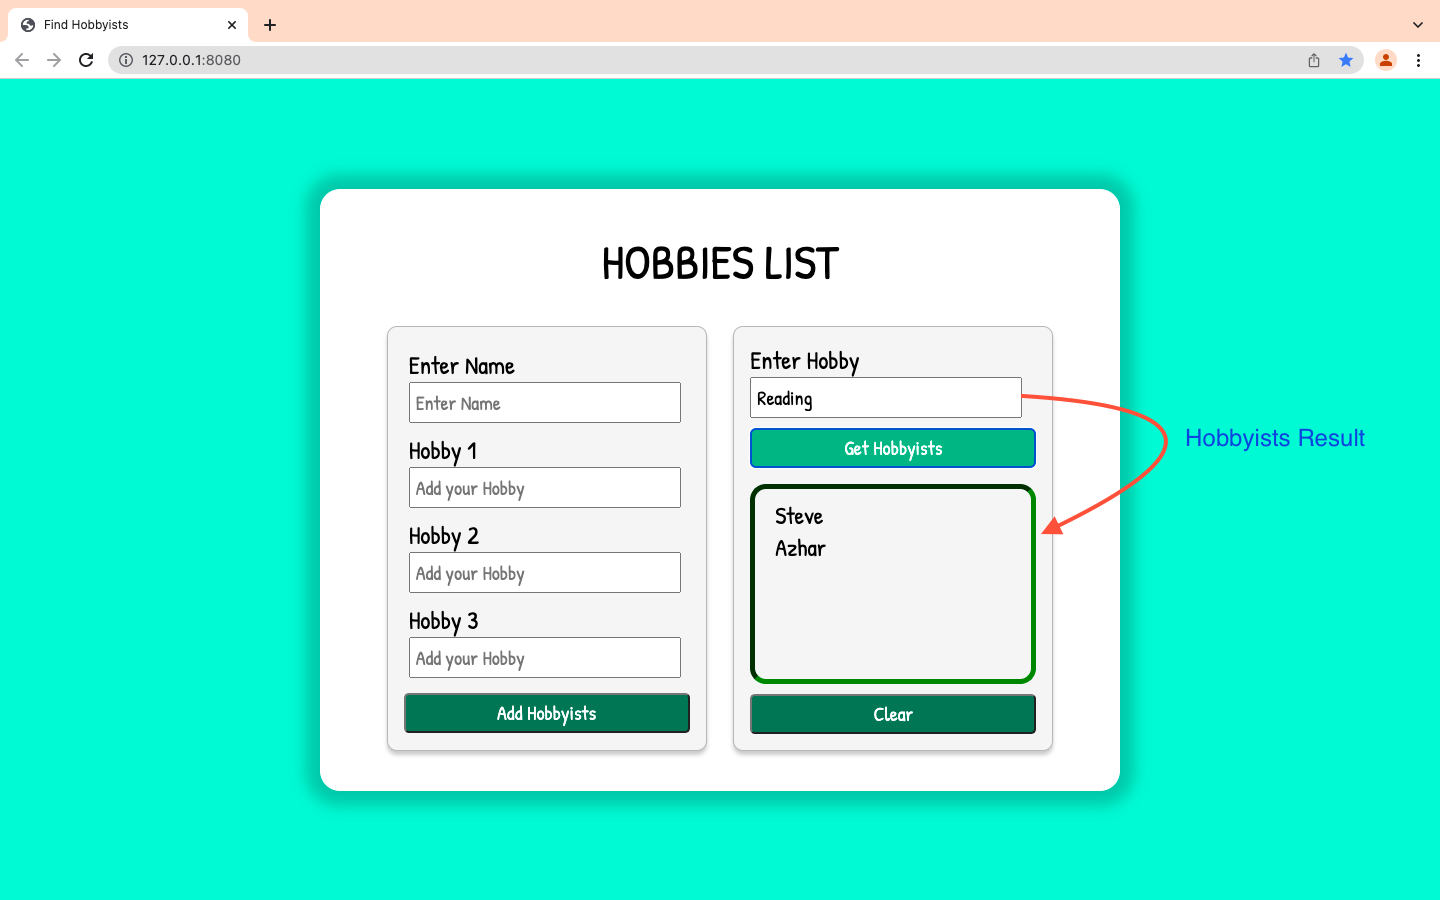 Find Hobbyists
127.0.0.1:8080
HOBBIES LIST
Enter Name
Enter Name
Hobby 1
Add your Hobby
Hobby 2
Add your Hobby
Hobby 3
Add your Hobby
Add Hobbyists
Enter Hobby
Reading
Get Hobbyists
Steve
Azhar
Clear
Hobbyists Result